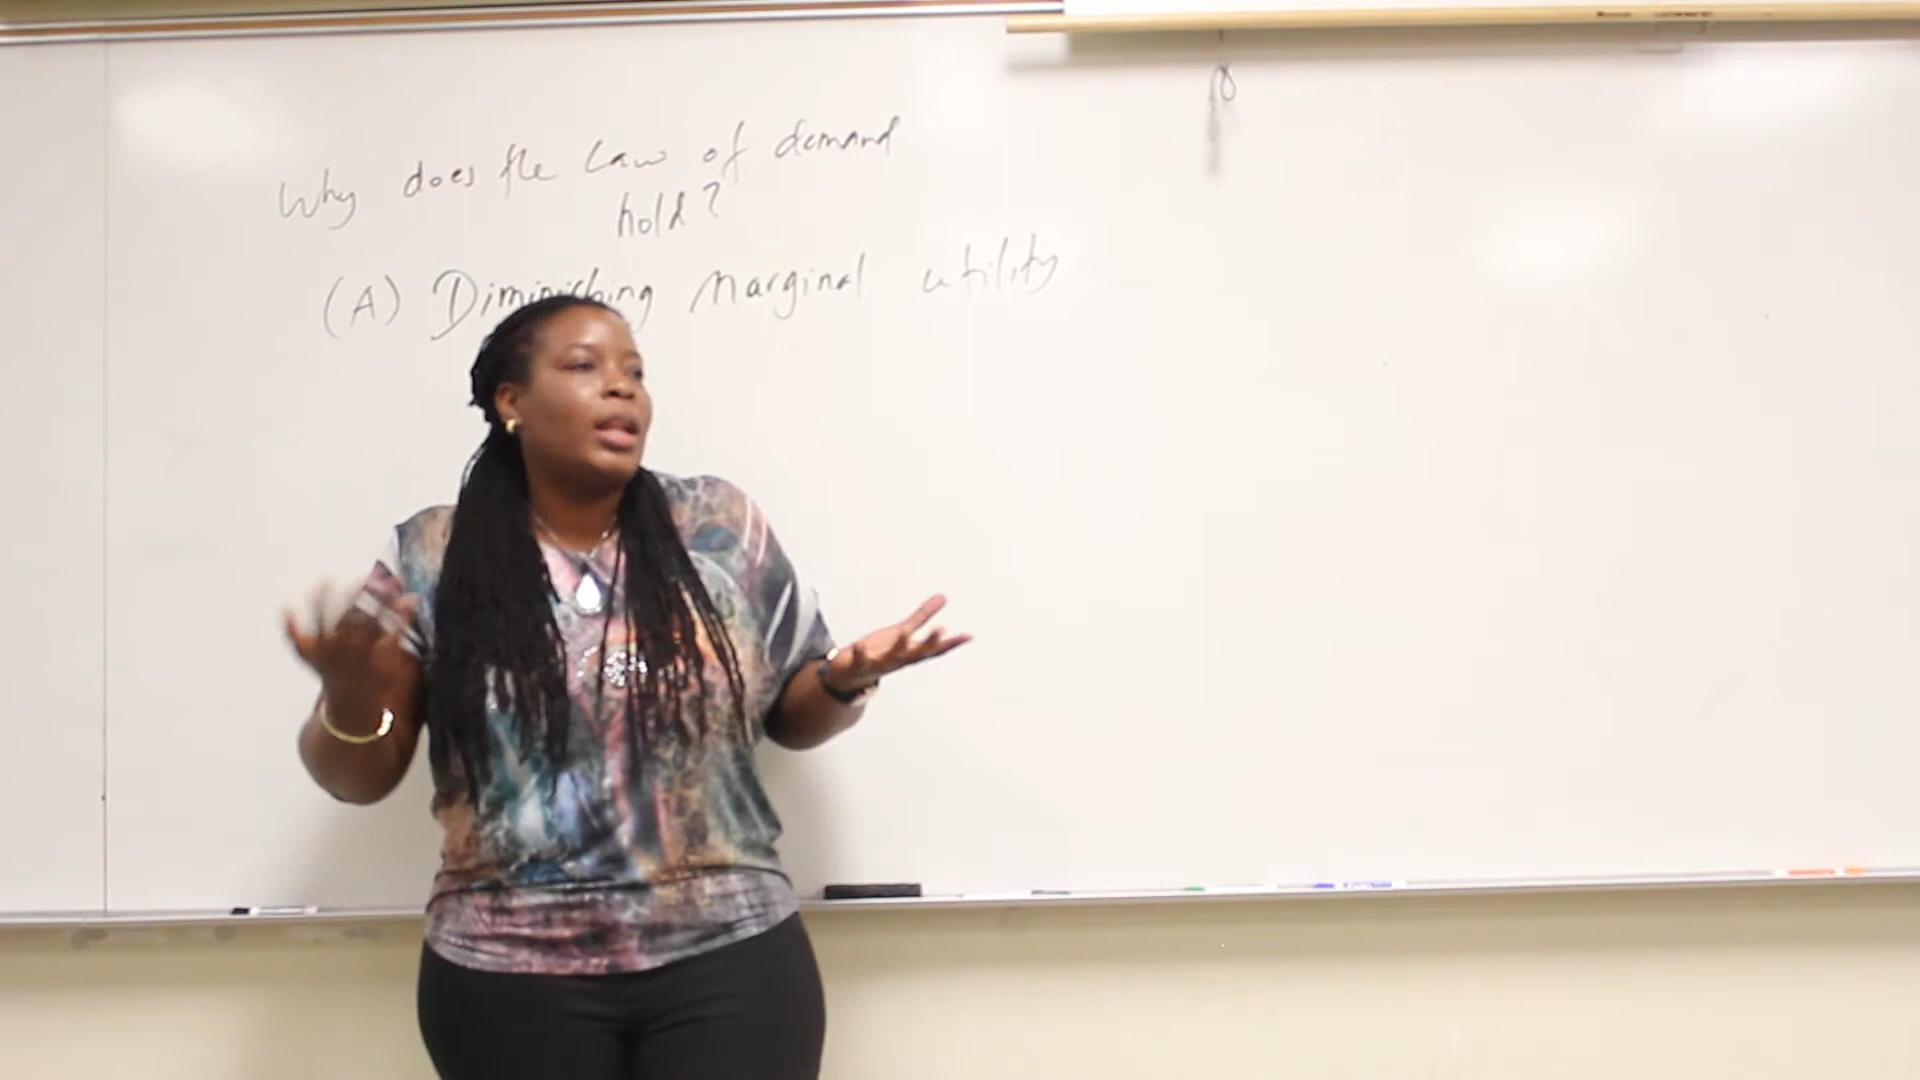 Why does the Law of demand
hold?
(A) Diminishing Marginal utility